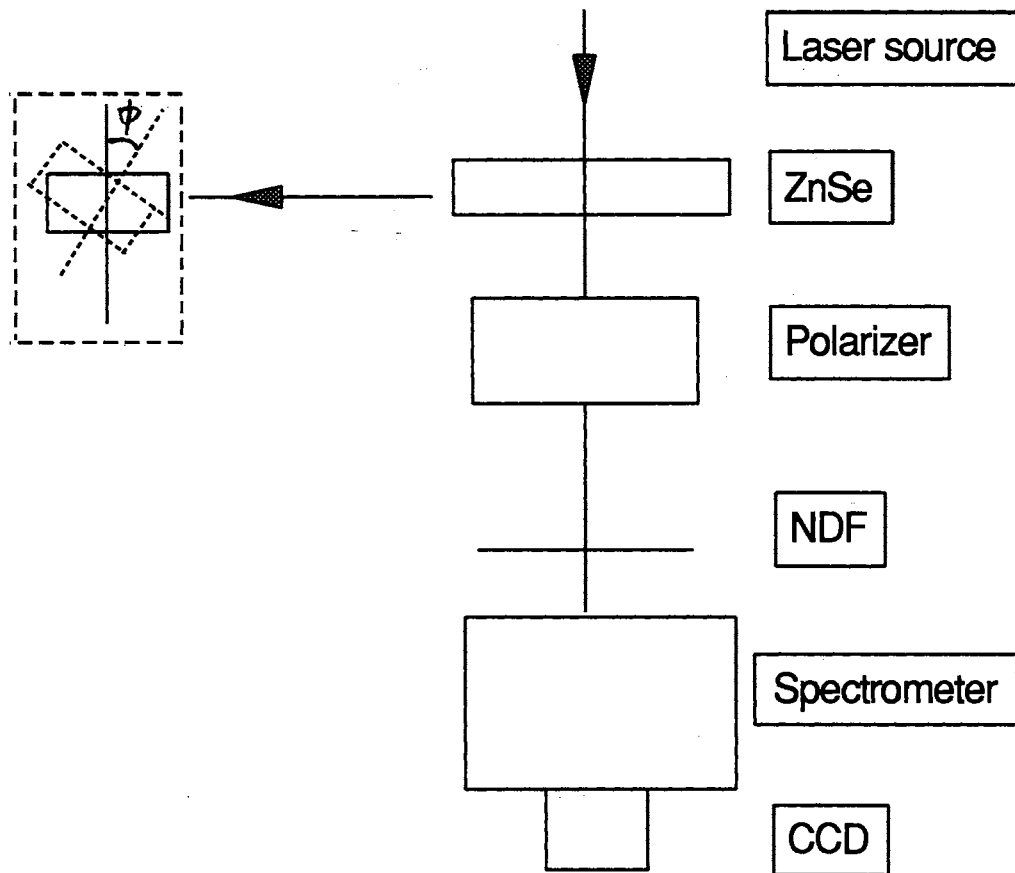 Laser source
ϕ
ZnSe
Polarizer
NDF
Spectrometer
CCD